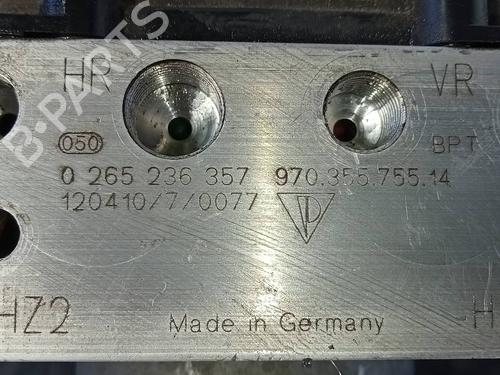 HR
VR
050
BPT
0 265 236 357 970.355.755.14
120410/7/0077
HZ2
Made in Germany
H
B-PARTS